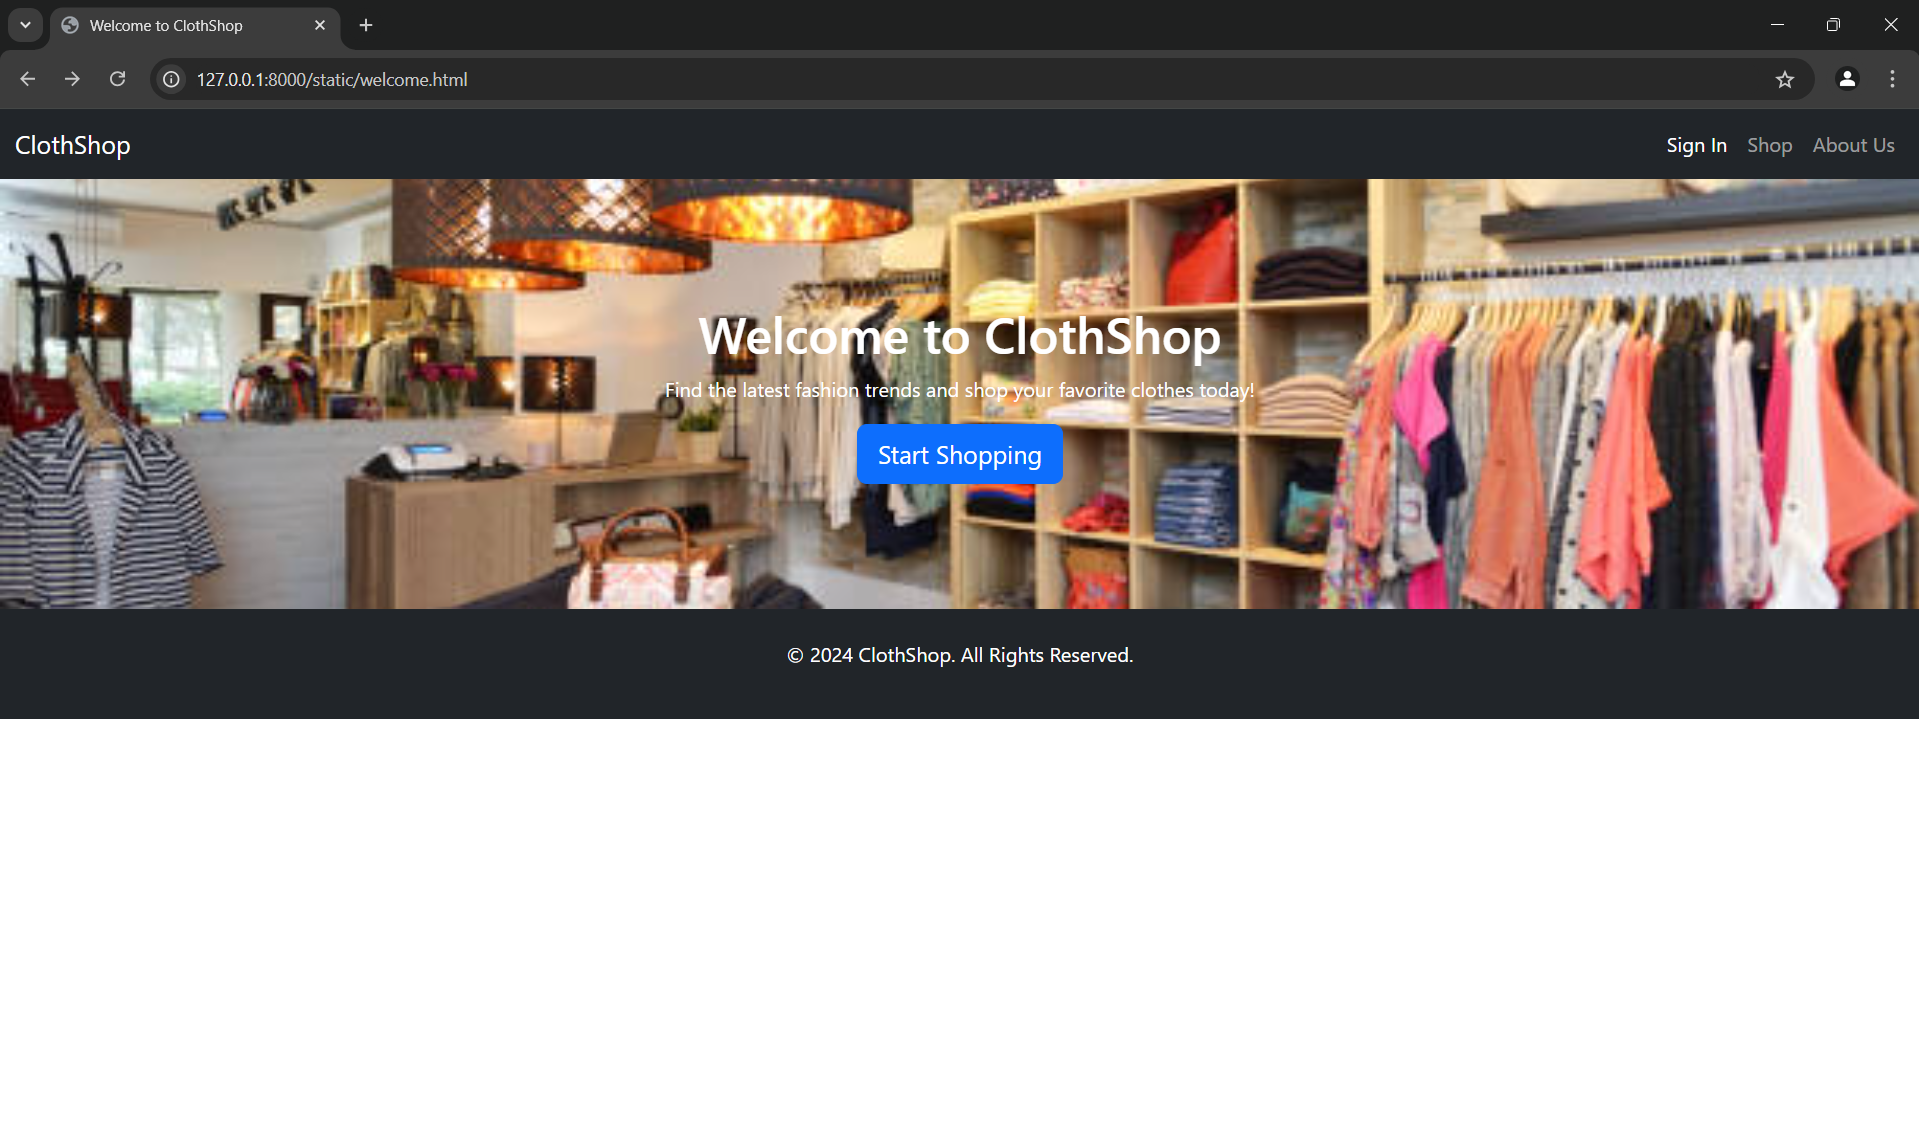 Welcome to ClothShop
127.0.0.1:8000/static/welcome.html
ClothShop
Sign In Shop About Us
Welcome to ClothShop
Find the latest fashion trends and shop your favorite clothes today!
Start Shopping
© 2024 ClothShop. All Rights Reserved.